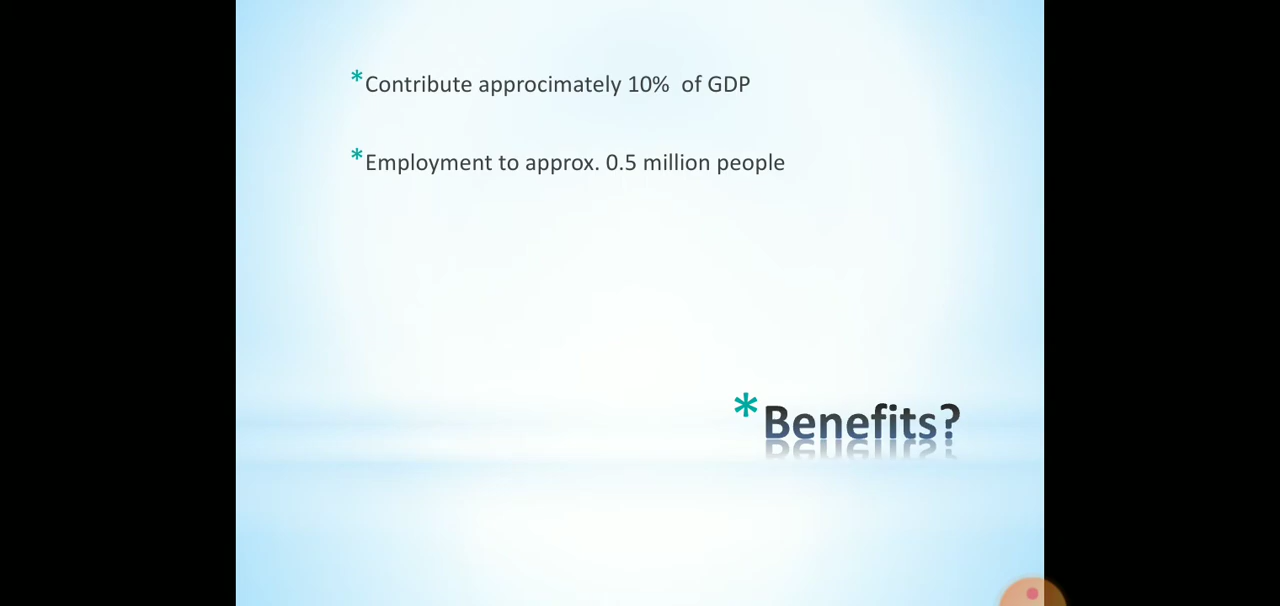 *Contribute approcimately 10% of GDP
*Employment to approx. 0.5 million people
*Benefits?